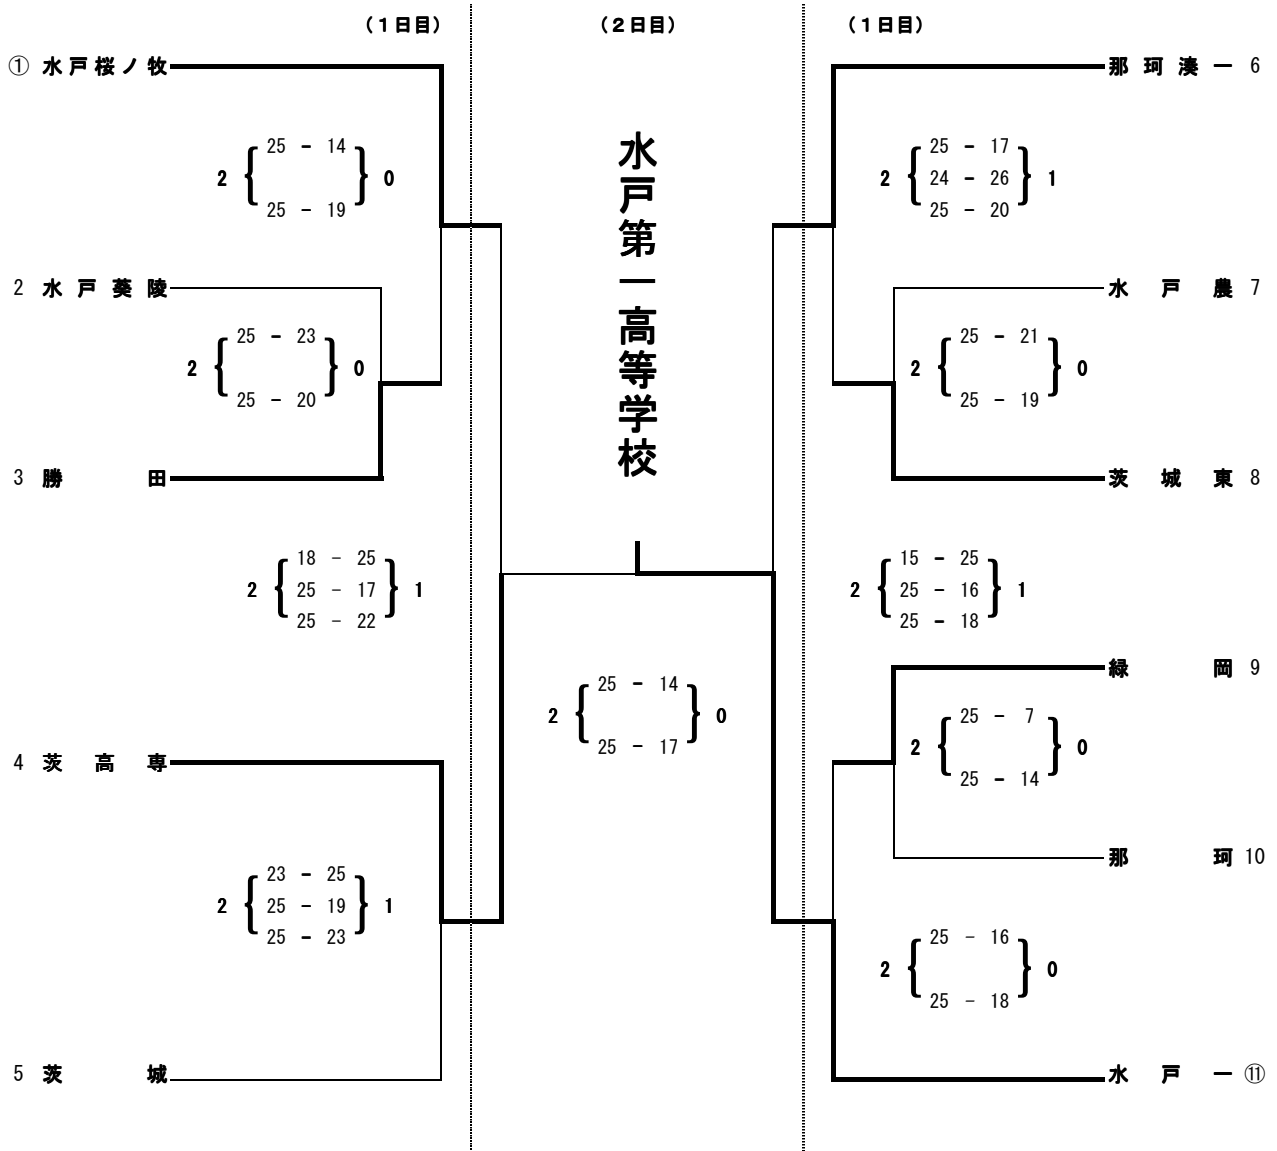 （１日目）
（２日目）
（１日目）
① 水戸桜ノ牧
那珂湊一 6
2 { 25 － 14 } 0
25 － 19
2 { 25 － 17 } 1
24 － 26
25 － 20
水戸第一高等学校
2 水戸葵陵
水戸農 7
2 { 25 － 23 } 0
25 － 20
2 { 25 － 21 } 0
25 － 19
3 勝田
茨城東 8
2 { 18 － 25 } 1
25 － 17
25 － 22
2 { 15 － 25 } 1
25 － 16
25 － 18
緑岡 9
2 { 25 － 14 } 0
25 － 17
2 { 25 － 7 } 0
25 － 14
4 茨高専
那珂 10
2 { 23 － 25 } 1
25 － 19
25 － 23
2 { 25 － 16 } 0
25 － 18
5 茨城
水戸一 ⑪